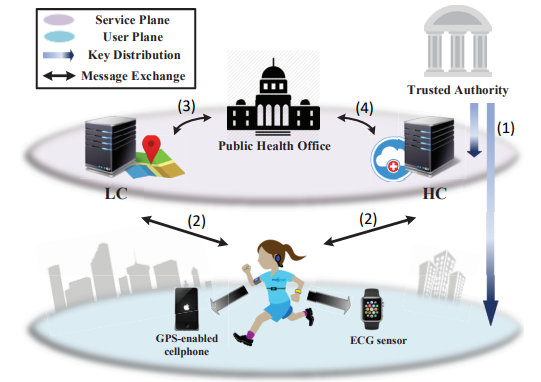 Service Plane
User Plane
Key Distribution
Message Exchange
Trusted Authority
(3)
(4)
(1)
Public Health Office
LC
HC
(2)
(2)
GPS-enabled
cellphone
ECG sensor